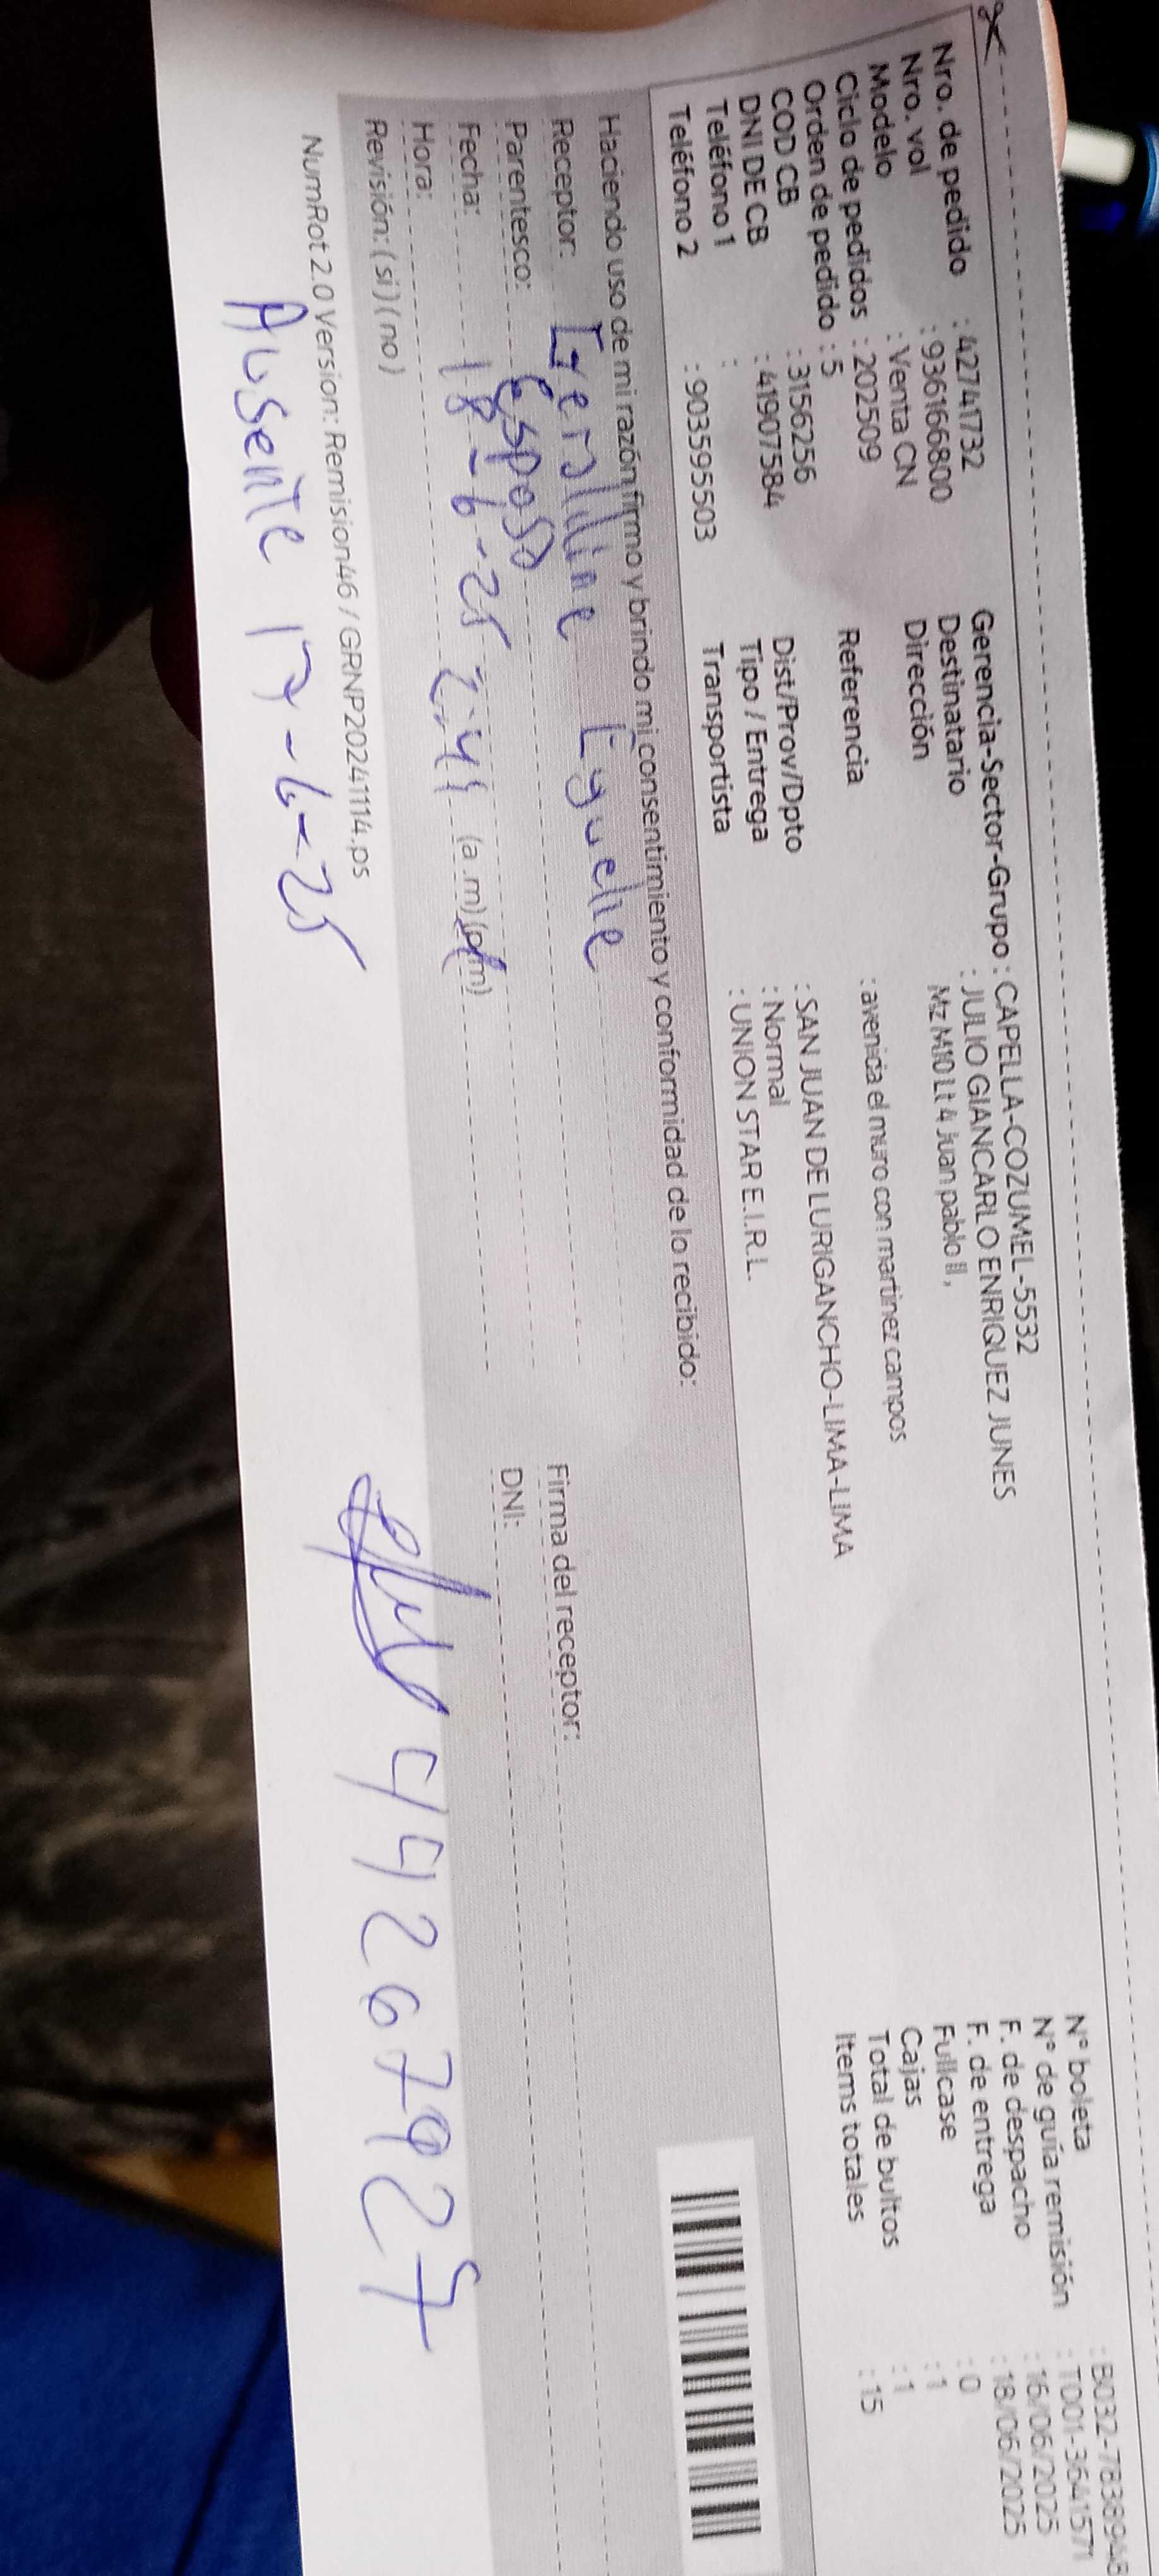 Nro. de pedido : 42741732
Nro. vol : 936166800
Modelo : Venta CN
Ciclo de pedidos : 202509
Orden de pedido : 5
COD CB : 3156256
DNI DE CB : 41907584
Teléfono 1 :
Teléfono 2 : 903595503
Gerencia-Sector-Grupo : CAPELLA-COZUMEL-5532
Destinatario : JULIO GIANCARLO ENRIQUEZ JUNES
Dirección Mz M10 Lt 4 juan pablo II,
Referencia : avenida el muro con martinez campos
Dist/Prov/Dpto : SAN JUAN DE LURIGANCHO-LIMA-LIMA
Tipo / Entrega : Normal
Transportista : UNION STAR E.I.R.L.
N° boleta : B032-7838948
N° de guía remisión : T001-3641571
F. de despacho : 16/06/2025
F. de entrega : 18/06/2025
Fullcase : 0
Cajas : 1
Total de bultos : 1
Items totales : 15
Haciendo uso de mi razón firmo y brindo mi consentimiento y conformidad de lo recibido:
Receptor:
Parentesco: Esposo
Fecha: 18-6-25
Hora: 2:41 (a.m) (p.m)
Revisión: ( si ) ( no )
Firma del receptor:
DNI:
44267927
NumRot 2.0 Version: Remision46 / GRNP20241114.ps
Ausente 17-6-25